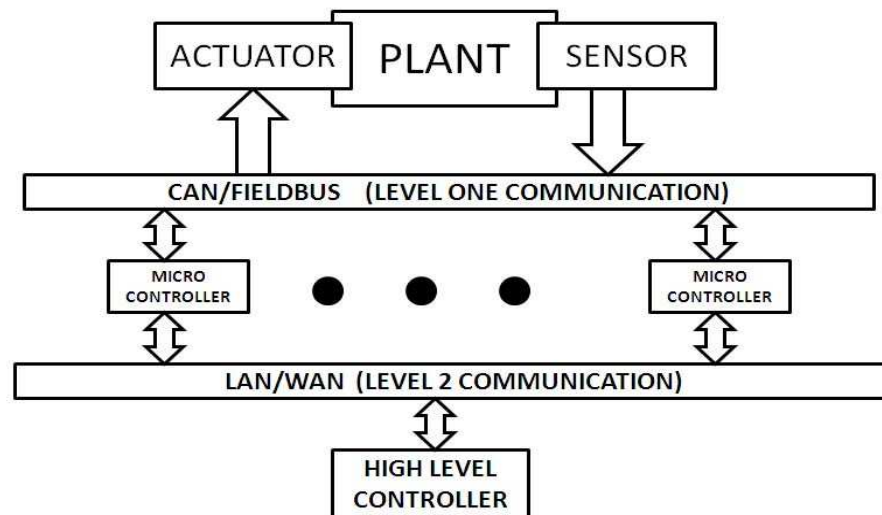 ACTUATOR PLANT SENSOR
CAN/FIELDBUS (LEVEL ONE COMMUNICATION)
MICRO CONTROLLER
MICRO CONTROLLER
LAN/WAN (LEVEL 2 COMMUNICATION)
HIGH LEVEL
CONTROLLER